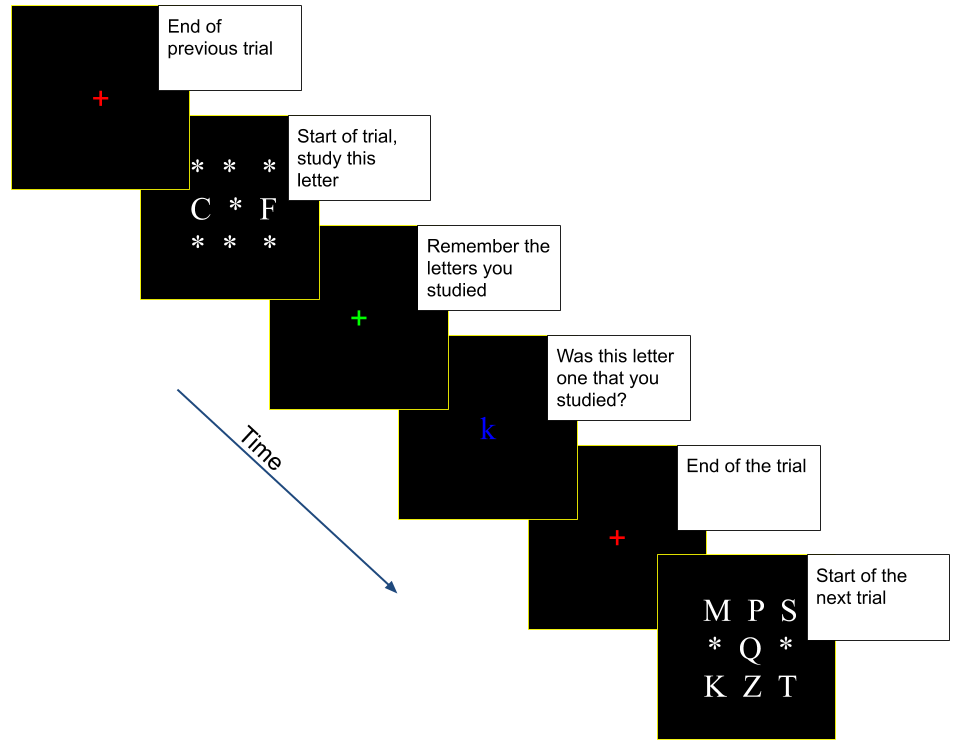 End of
previous trial
+
Start of trial,
study this
letter
* * *
C * F
* * *
Remember the
letters you
studied
+
Was this letter
one that you
studied?
k
Time
End of the trial
+
Start of the
next trial
M P S
* Q *
K Z T